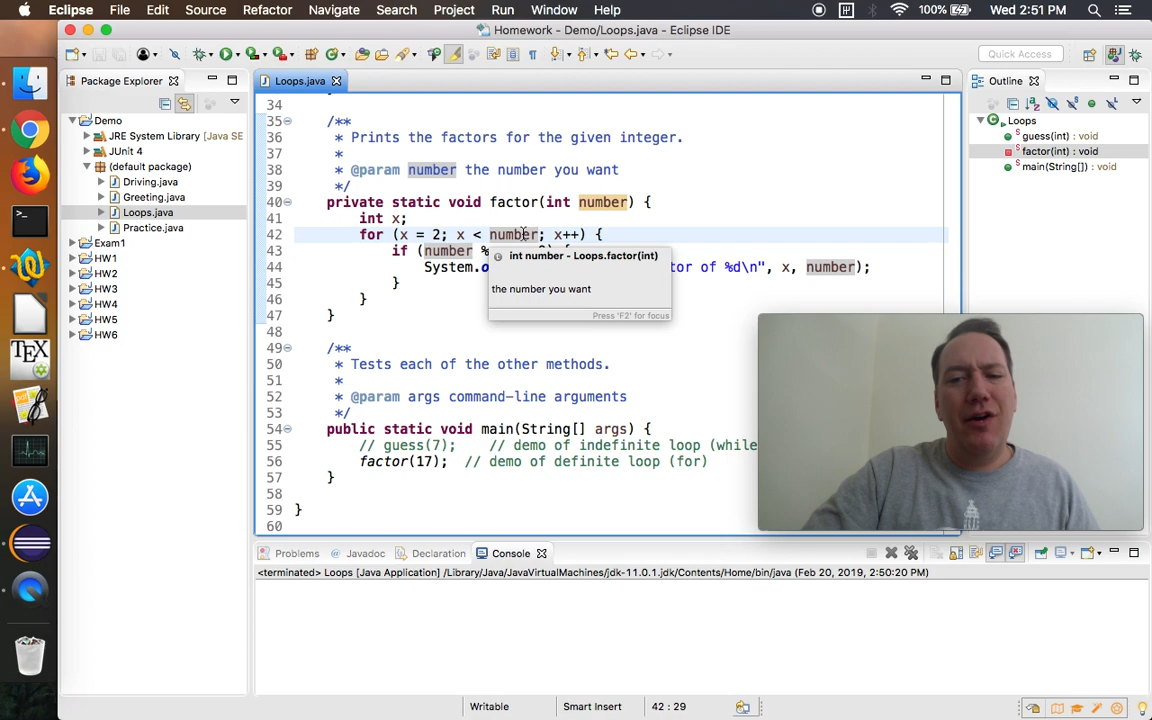 Eclipse File Edit Source Refactor Navigate Search Project Run Window Help 100% Wed 2:51 PM
Homework - Demo/Loops.java - Eclipse IDE
Quick Access
Package Explorer
Demo
JRE System Library [Java SE
JUnit 4
(default package)
Driving.java
Greeting.java
Loops.java
Practice.java
Exam1
HW1
HW2
HW3
HW4
HW5
HW6
TEX
Loops.java
34
35 /**
36 * Prints the factors for the given integer.
37 *
38 * @param number the number you want
39 */
40 private static void factor(int number) {
41 int x;
42 for (x = 2; x < number; x++) {
43 if (number %
44 System.o tor of %d\n", x, number);
45 }
46 }
47 }
48
49 /**
50 * Tests each of the other methods.
51 *
52 * @param args command-line arguments
53 */
54 public static void main(String[] args) {
55 // guess(7); // demo of indefinite loop (while
56 factor(17); // demo of definite loop (for)
57 }
58
59 }
60
int number - Loops.factor(int)
the number you want
Press 'F2' for focus
Outline
Loops
guess(int) : void
factor(int) : void
main(String[]) : void
Problems Javadoc Declaration Console
<terminated> Loops [Java Application] /Library/Java/JavaVirtualMachines/jdk-11.0.1.jdk/Contents/Home/bin/java (Feb 20, 2019, 2:50:20 PM)
Writable Smart Insert 42 : 29